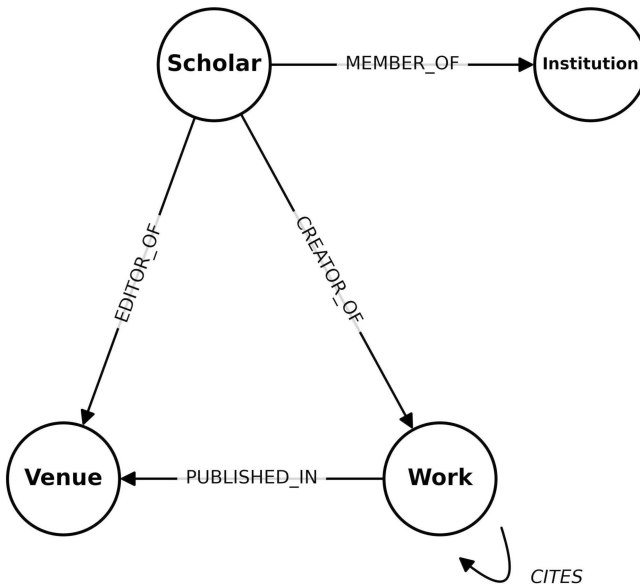 Scholar
MEMBER_OF
Institution
EDITOR_OF
CREATOR_OF
Venue
PUBLISHED_IN
Work
CITES